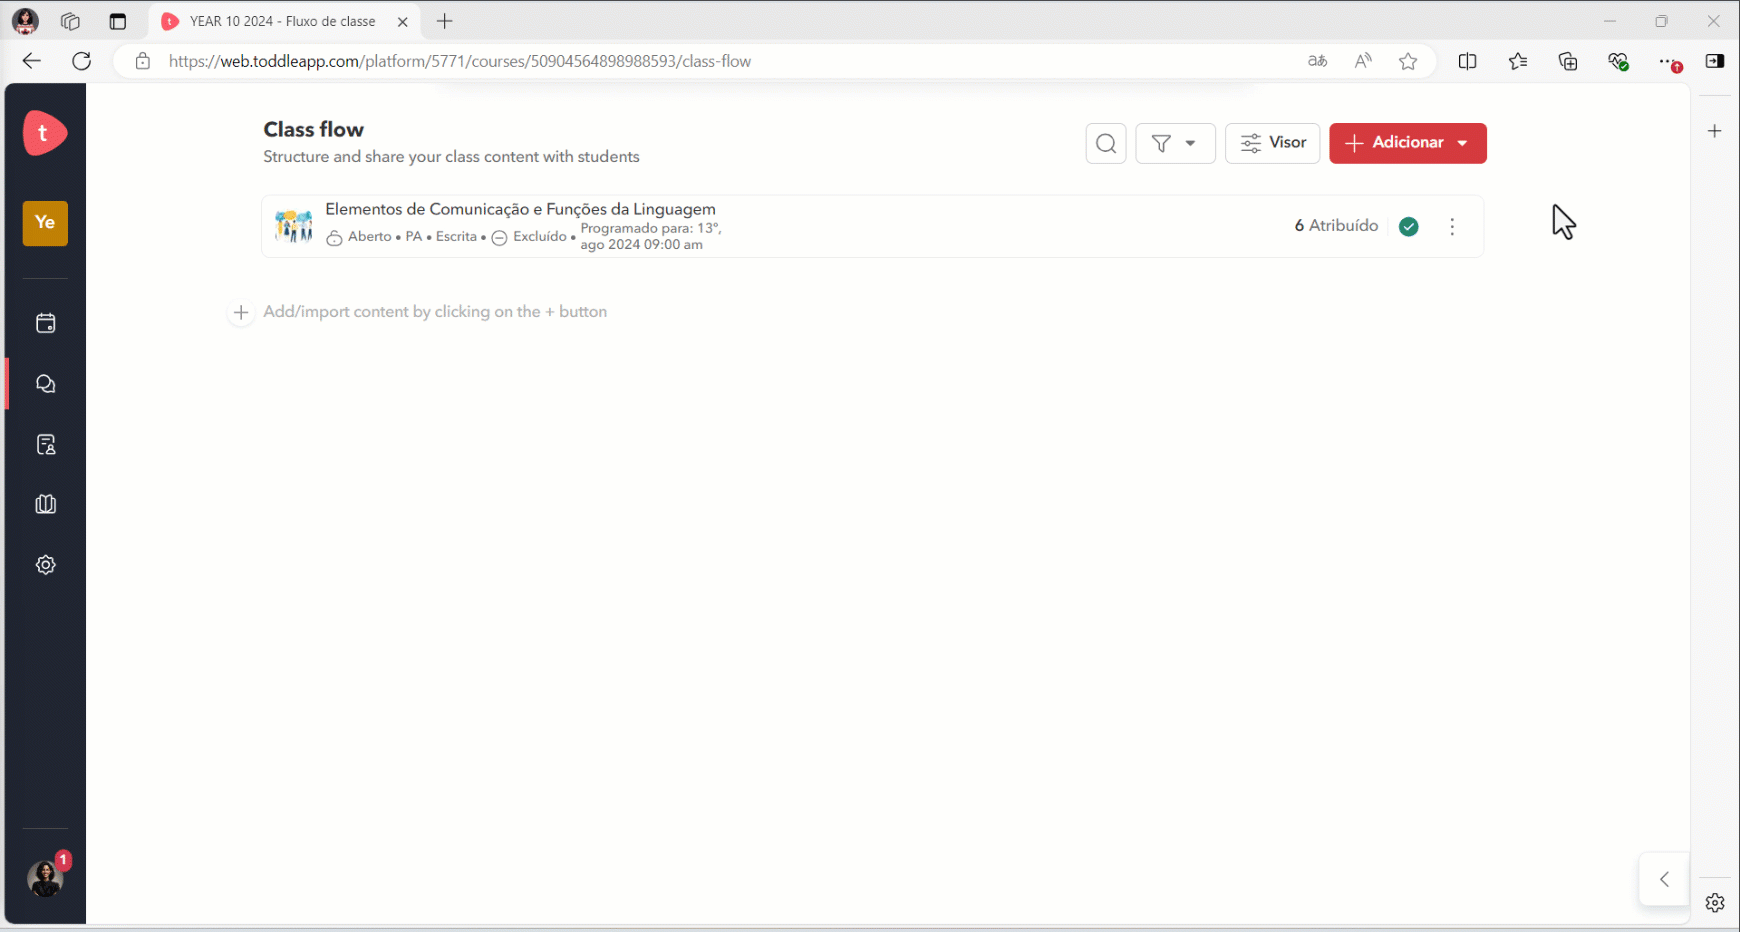 YEAR 10 2024 - Fluxo de classe
https://web.toddleapp.com/platform/5771/courses/50904564898988593/class-flow
aあ
t
Class flow
Structure and share your class content with students
Visor
Adicionar
Ye
Elementos de Comunicação e Funções da Linguagem
Aberto • PA • Escrita • Excluído • Programado para: 13º,
ago 2024 09:00 am
6 Atribuído
Add/import content by clicking on the + button
1